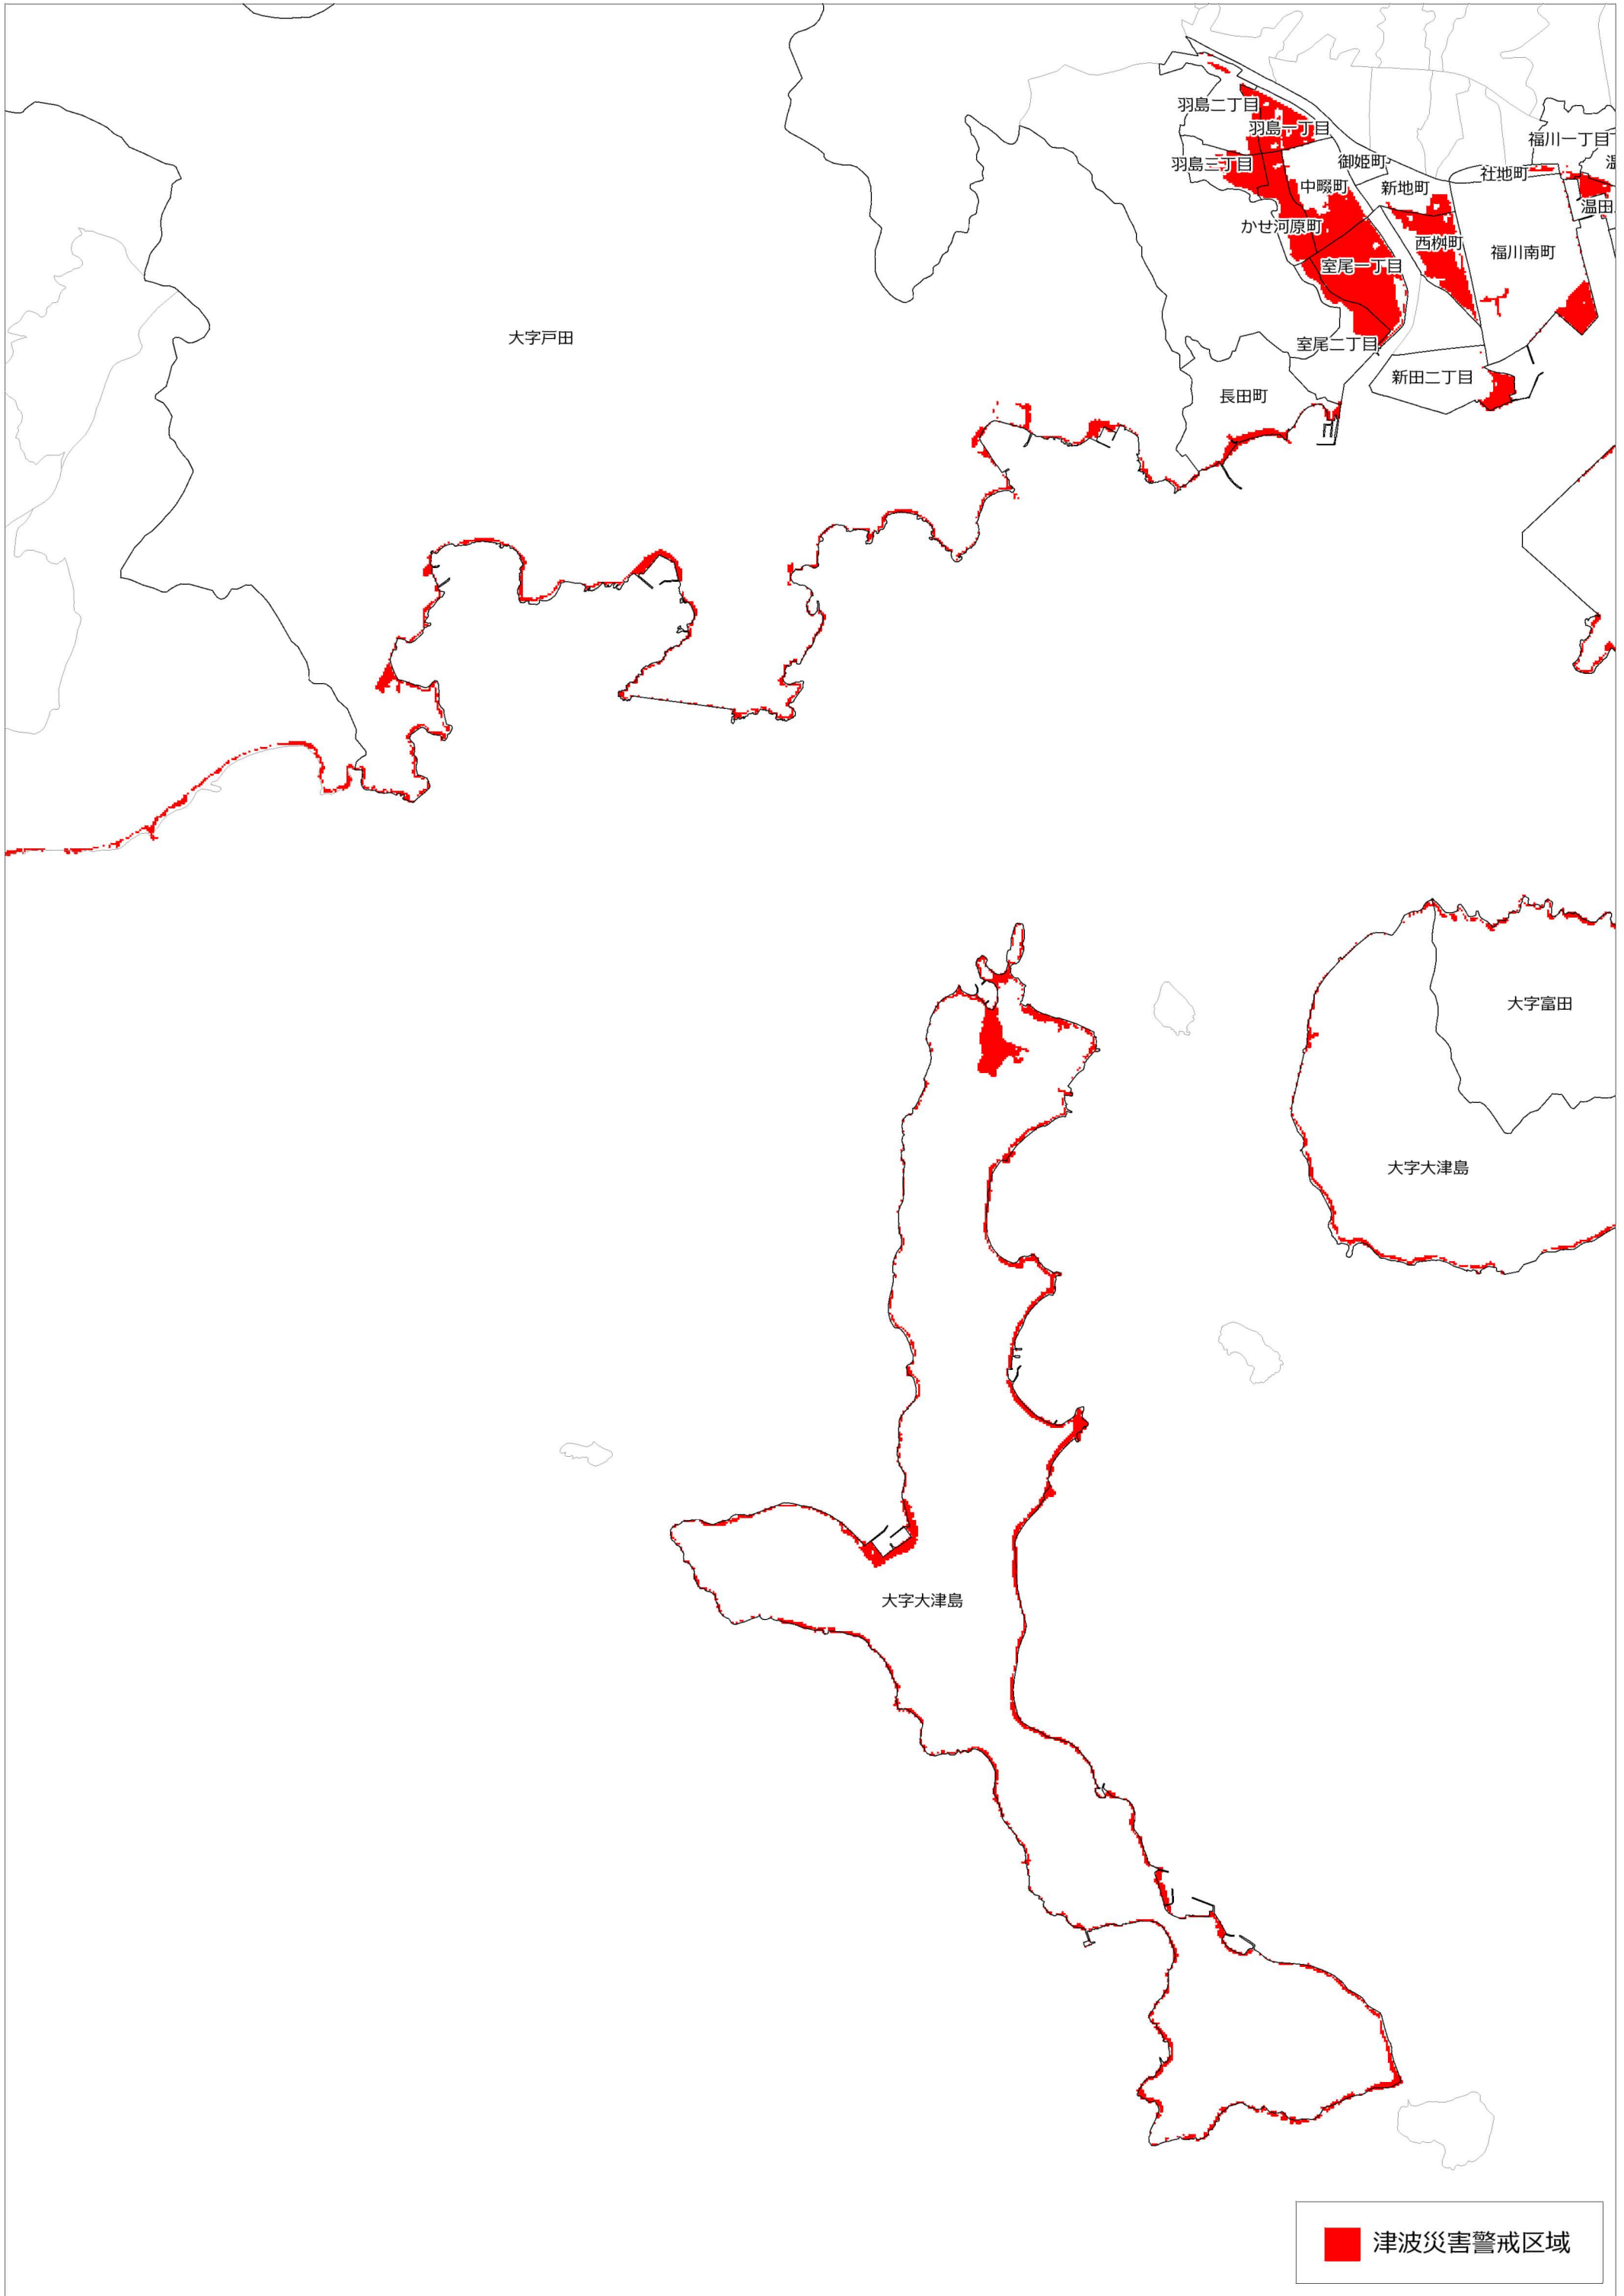 羽島二丁目
羽島一丁目
福川一丁目
羽島三丁目
御姫町
社地町
中畷町
新地町
温田
かせ河原町
西桝町
福川南町
室尾一丁目
大字戸田
室尾二丁目
新田二丁目
長田町
大字富田
大字大津島
大字大津島
津波災害警戒区域